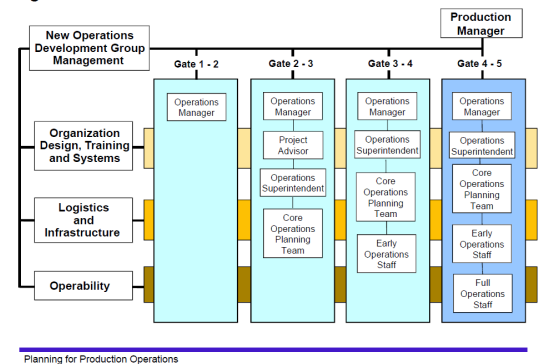 Production
Manager
New Operations
Development Group
Management
Gate 1 - 2
Gate 2 - 3
Gate 3 - 4
Gate 4 - 5
Organization
Design, Training
and Systems
Logistics
and
Infrastructure
Operability
Operations
Manager
Operations
Manager
Project
Advisor
Operations
Superintendent
Core
Operations
Planning
Team
Operations
Manager
Operations
Superintendent
Core
Operations
Planning
Team
Early
Operations
Staff
Operations
Manager
Operations
Superintendent
Core
Operations
Planning
Team
Early
Operations
Staff
Full
Operations
Staff
Planning for Production Operations